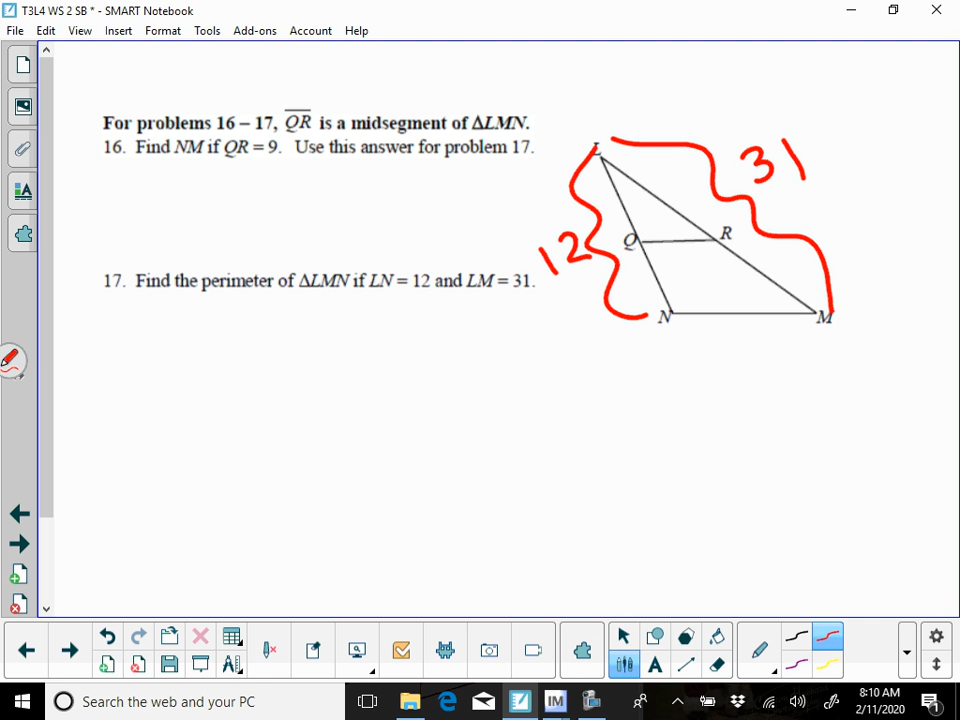 T3L4 WS 2 SB * - SMART Notebook
File Edit View Insert Format Tools Add-ons Account Help
For problems 16 – 17, QR is a midsegment of ΔLMN.
16. Find NM if QR = 9. Use this answer for problem 17.
17. Find the perimeter of ΔLMN if LN = 12 and LM = 31.
L
31
12
Q
R
N
M
Search the web and your PC
IM
8:10 AM
2/11/2020
1